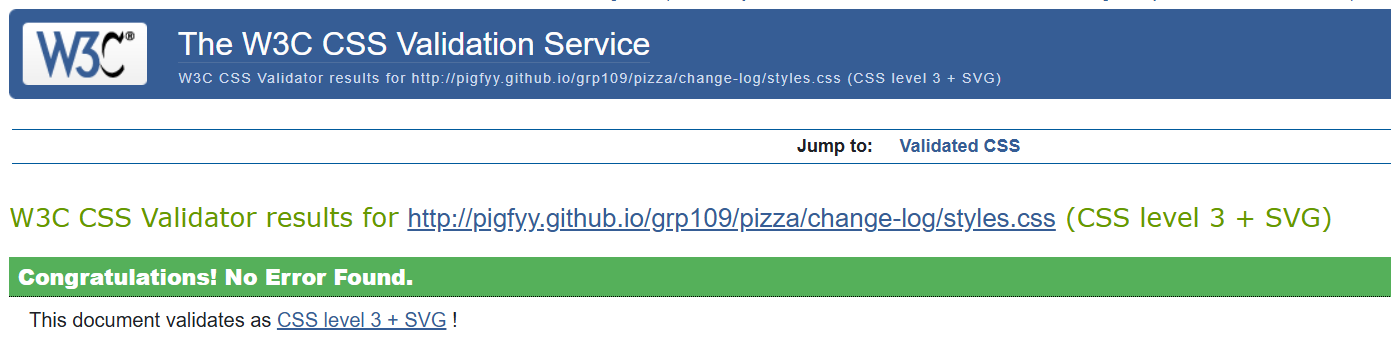 W3C®
The W3C CSS Validation Service
W3C CSS Validator results for http://pigfyy.github.io/grp109/pizza/change-log/styles.css (CSS level 3 + SVG)
Jump to: Validated CSS
W3C CSS Validator results for http://pigfyy.github.io/grp109/pizza/change-log/styles.css (CSS level 3 + SVG)
Congratulations! No Error Found.
This document validates as CSS level 3 + SVG !